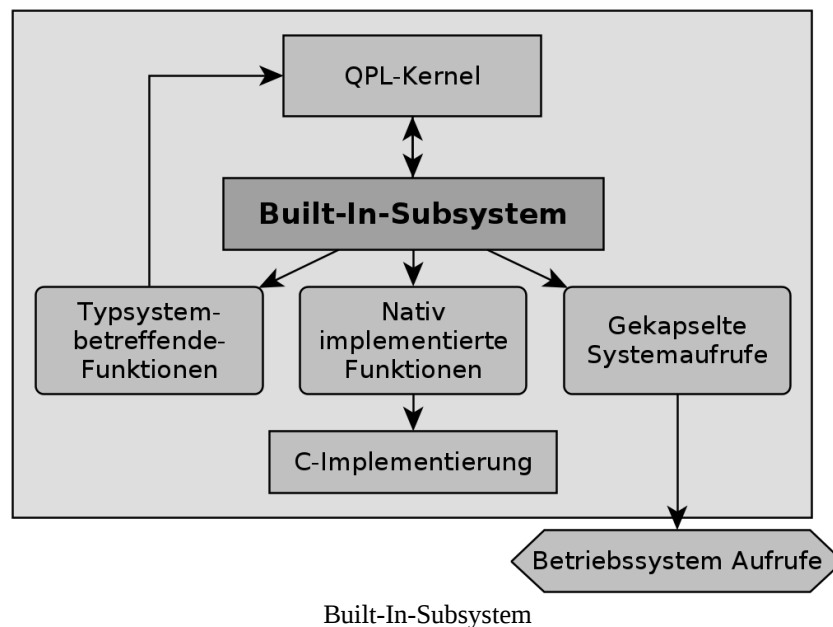 QPL-Kernel
Built-In-Subsystem
Typsystem-
betreffende-
Funktionen
Nativ
implementierte
Funktionen
Gekapselte
Systemaufrufe
C-Implementierung
Betriebssystem Aufrufe
Built-In-Subsystem